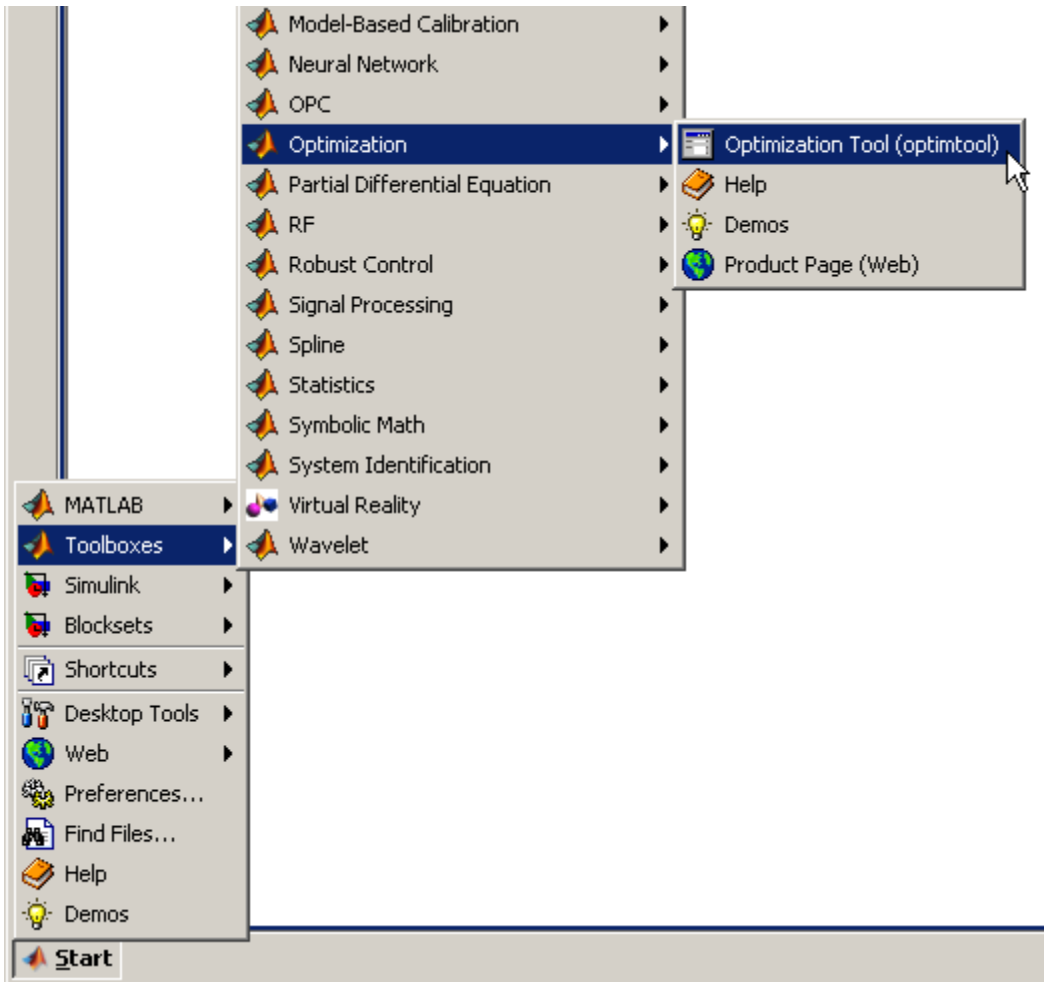 Model-Based Calibration
Neural Network
OPC
Optimization
Partial Differential Equation
RF
Robust Control
Signal Processing
Spline
Statistics
Symbolic Math
System Identification
Virtual Reality
Wavelet
Optimization Tool (optimtool)
Help
Demos
Product Page (Web)
MATLAB
Toolboxes
Simulink
Blocksets
Shortcuts
Desktop Tools
Web
Preferences...
Find Files...
Help
Demos
Start